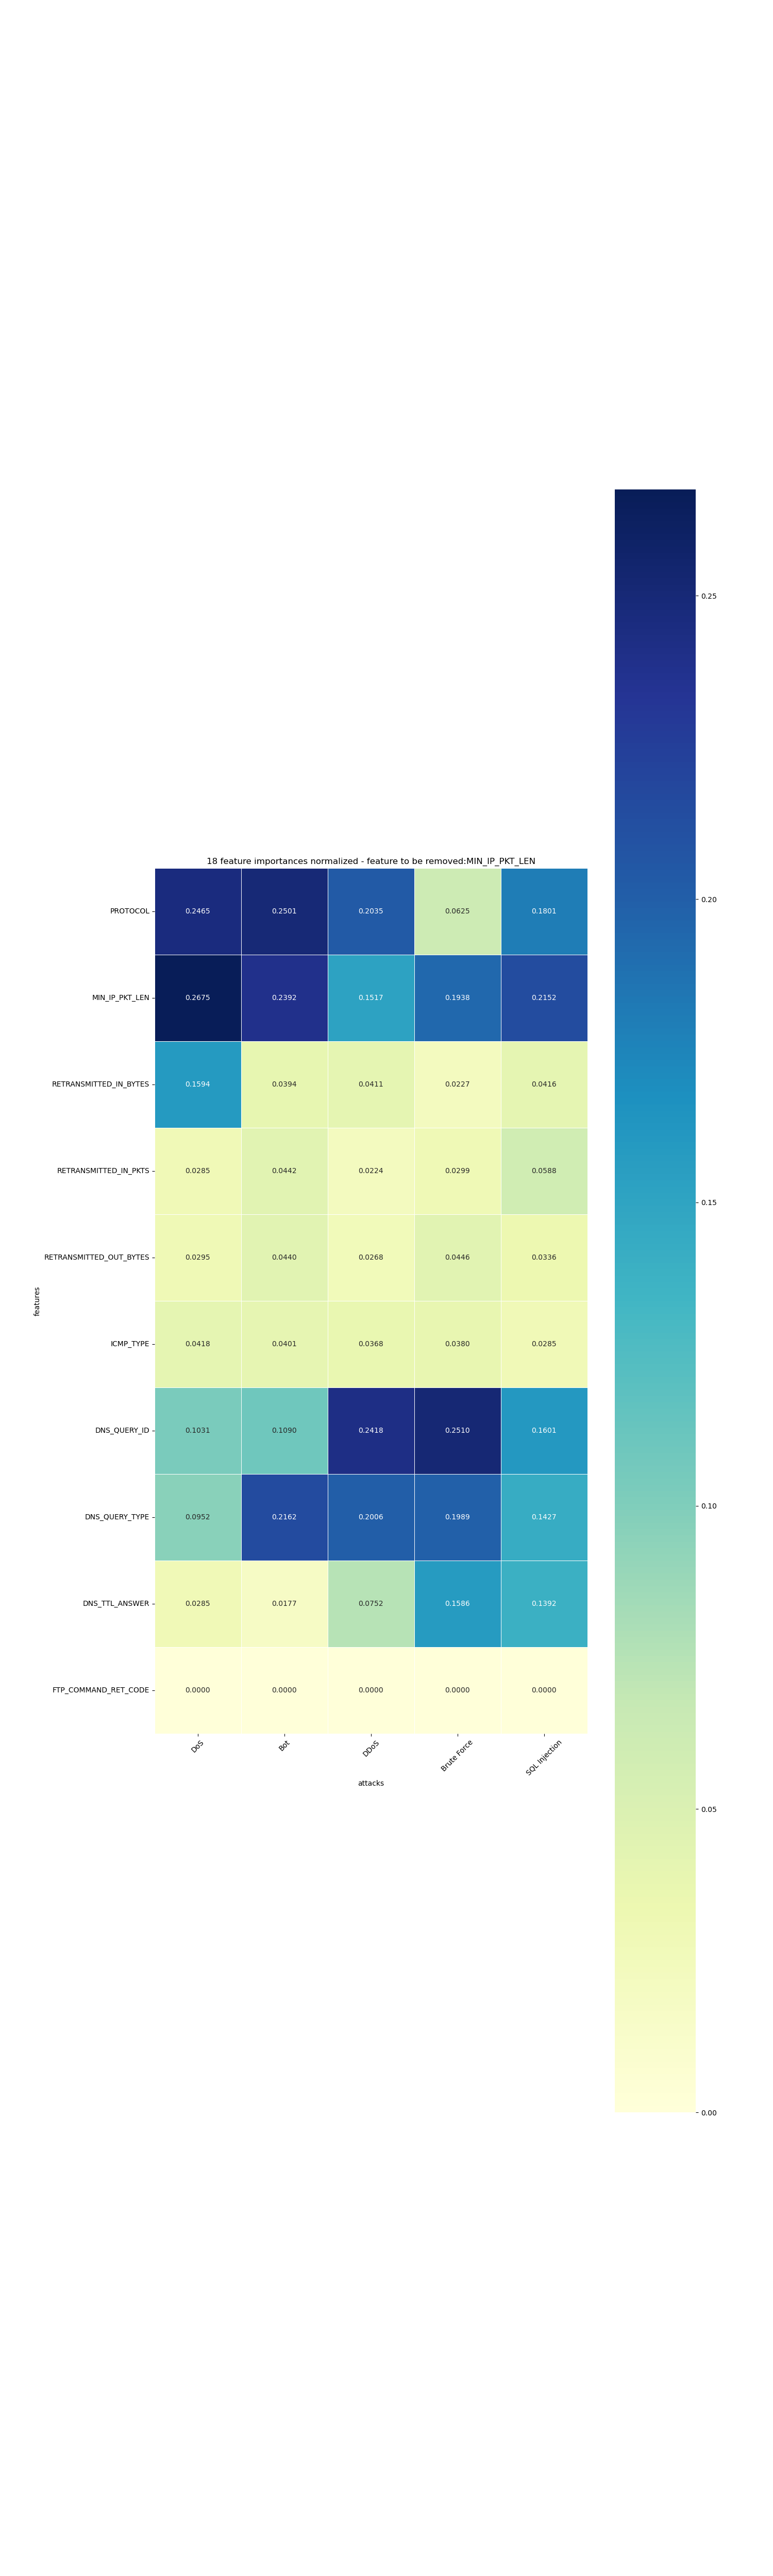 18 feature importances normalized - feature to be removed:MIN_IP_PKT_LEN
PROTOCOL 0.2465 0.2501 0.2035 0.0625 0.1801
MIN_IP_PKT_LEN 0.2675 0.2392 0.1517 0.1938 0.2152
RETRANSMITTED_IN_BYTES 0.1594 0.0394 0.0411 0.0227 0.0416
RETRANSMITTED_IN_PKTS 0.0285 0.0442 0.0224 0.0299 0.0588
RETRANSMITTED_OUT_BYTES 0.0295 0.0440 0.0268 0.0446 0.0336
ICMP_TYPE 0.0418 0.0401 0.0368 0.0380 0.0285
DNS_QUERY_ID 0.1031 0.1090 0.2418 0.2510 0.1601
DNS_QUERY_TYPE 0.0952 0.2162 0.2006 0.1989 0.1427
DNS_TTL_ANSWER 0.0285 0.0177 0.0752 0.1586 0.1392
FTP_COMMAND_RET_CODE 0.0000 0.0000 0.0000 0.0000 0.0000
features
DoS Bot DDoS Brute Force SQL Injection
attacks
0.25
0.20
0.15
0.10
0.05
0.00